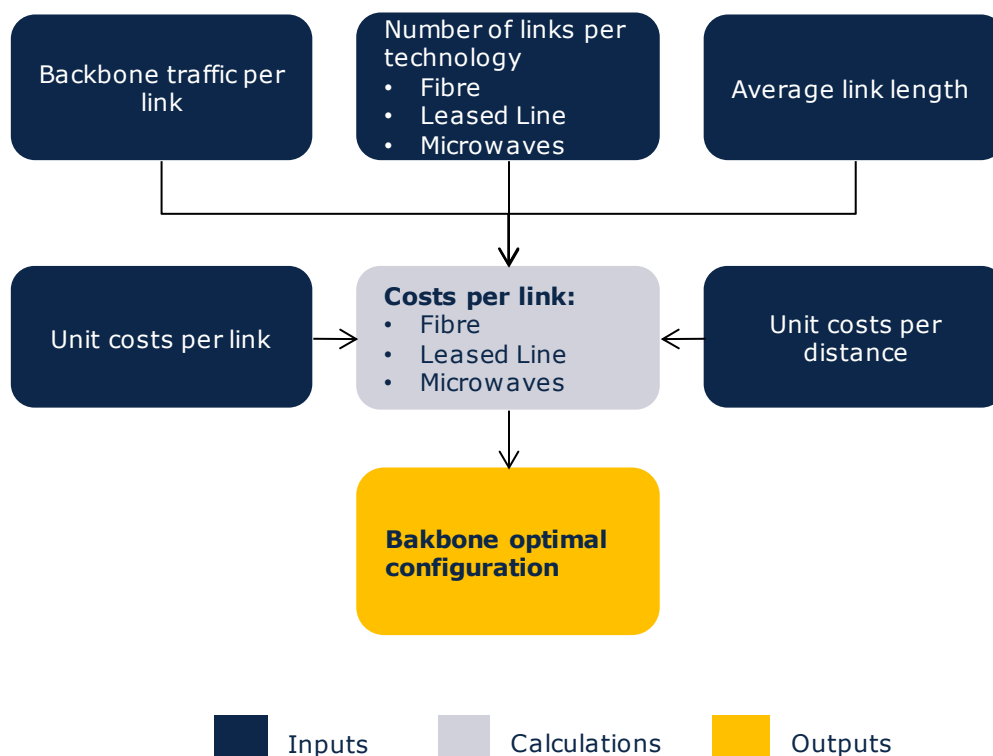 Backbone traffic per
link
Number of links per
technology
• Fibre
• Leased Line
• Microwaves
Average link length
Unit costs per link
Costs per link:
• Fibre
• Leased Line
• Microwaves
Unit costs per
distance
Bakbone optimal
configuration
Inputs
Calculations
Outputs